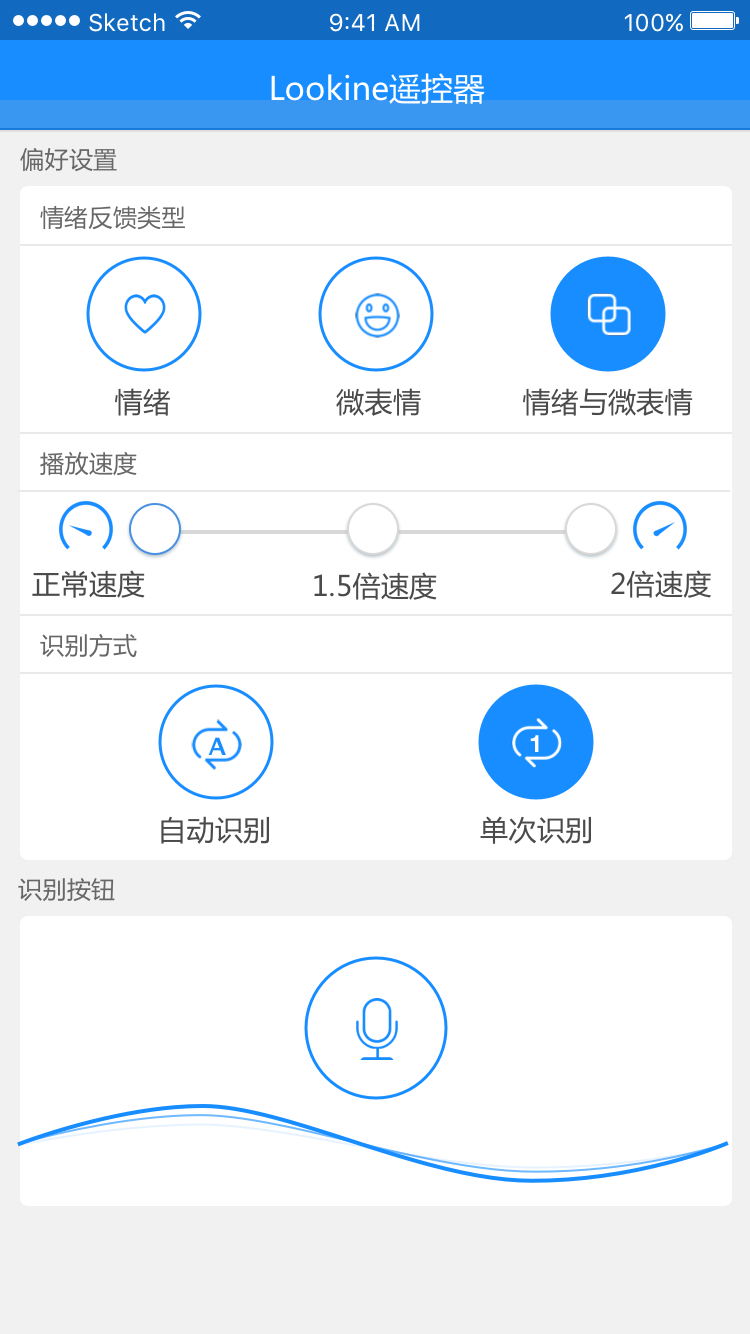 Sketch 9:41 AM 100%
Lookine遥控器
偏好设置
情绪反馈类型
情绪 微表情 情绪与微表情
播放速度
正常速度 1.5倍速度 2倍速度
识别方式
A 1
自动识别 单次识别
识别按钮